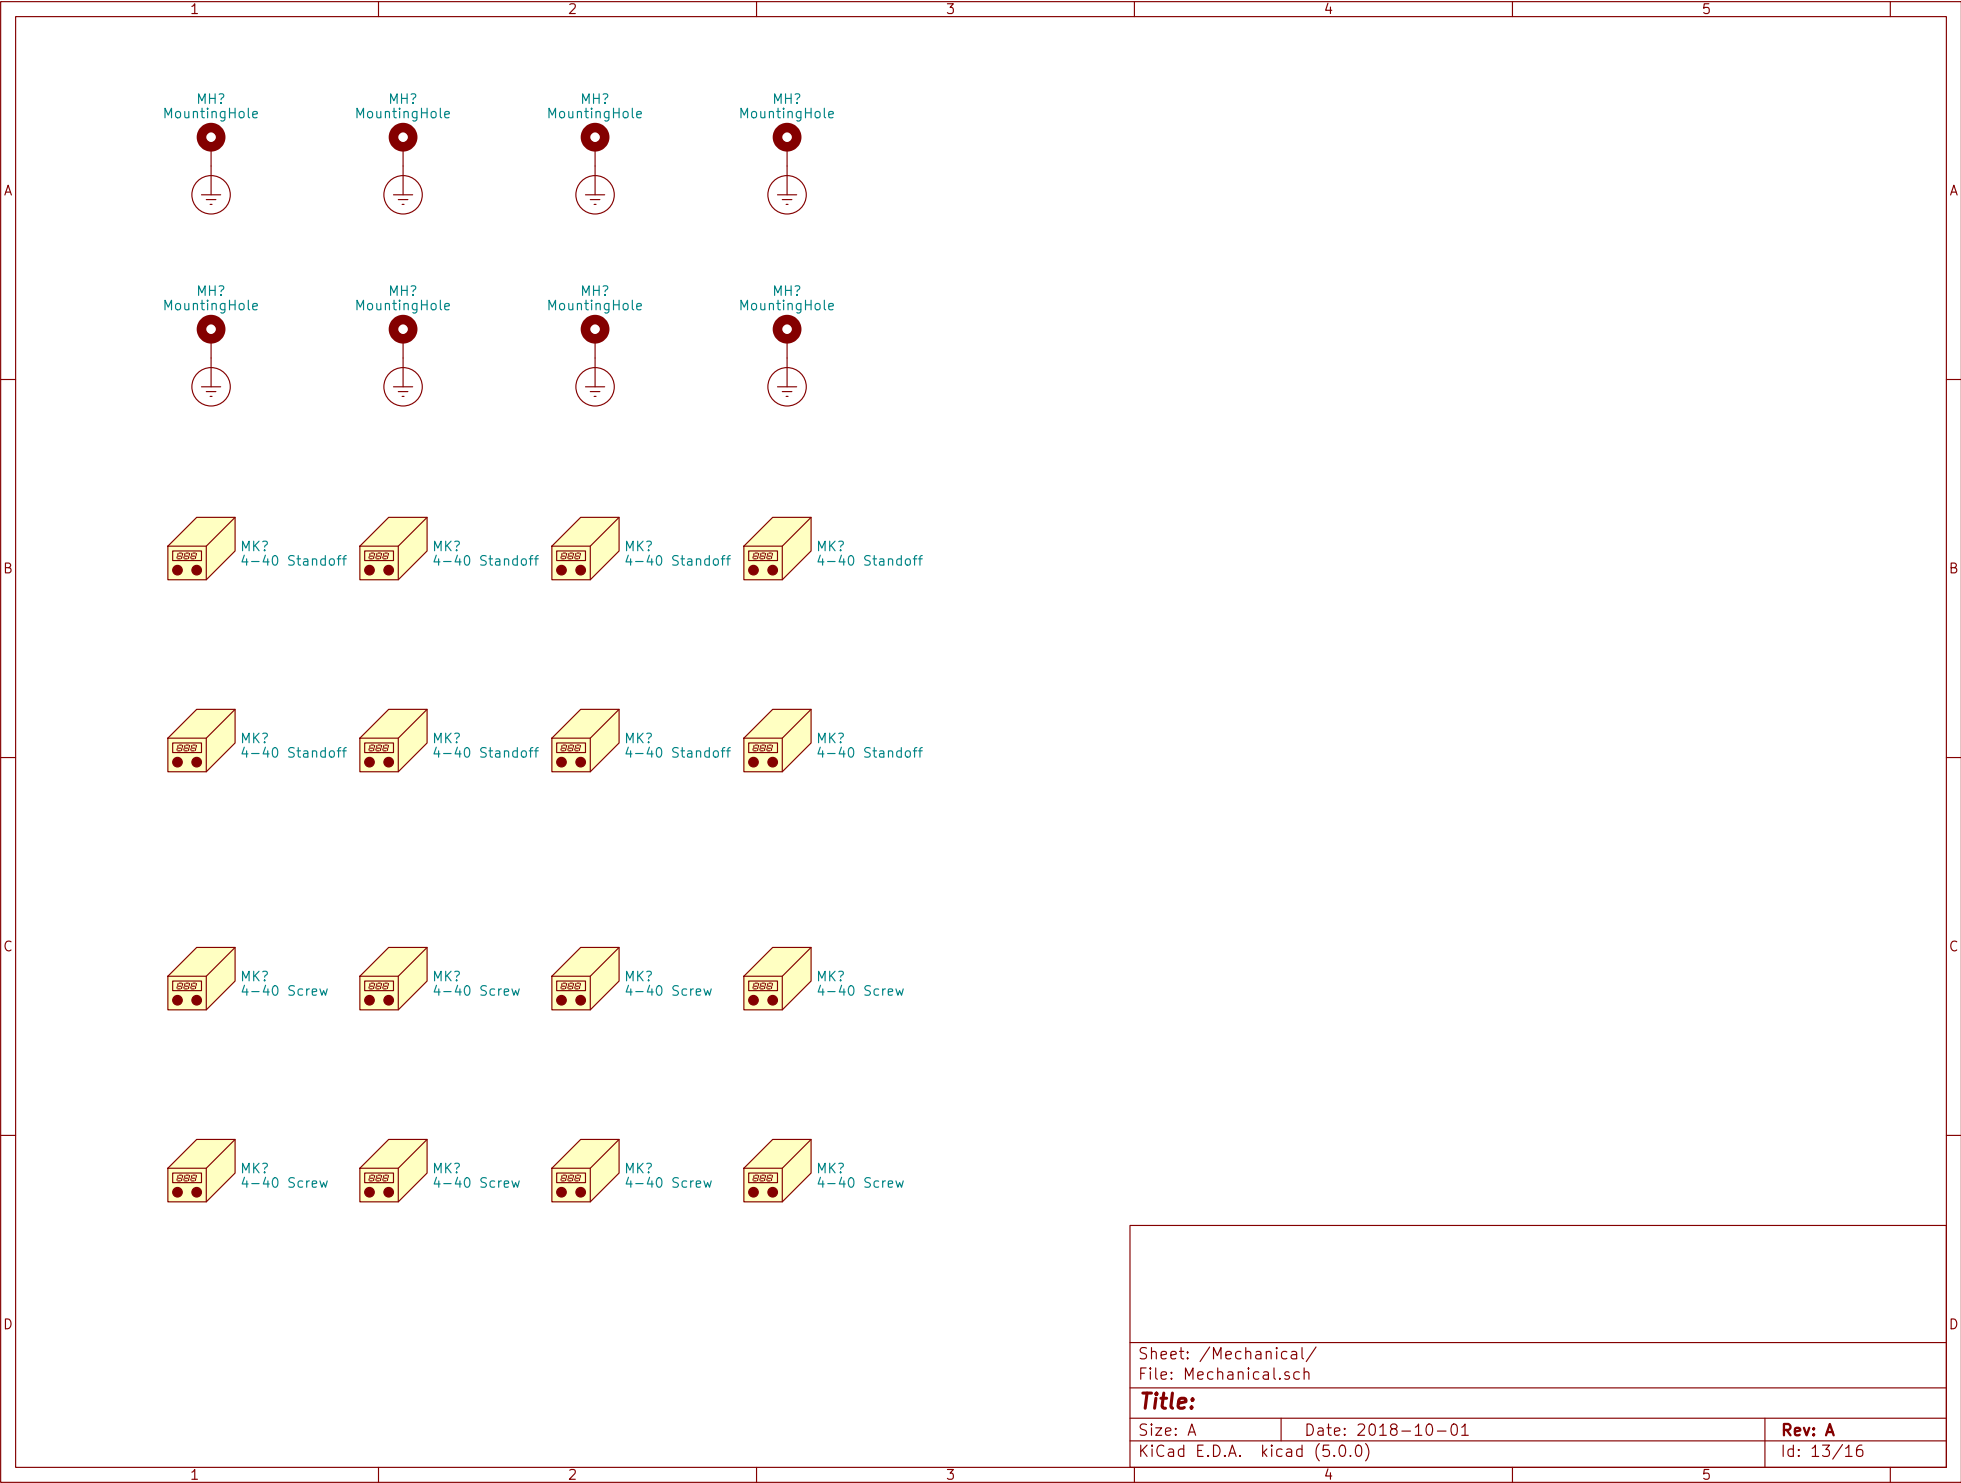 1 2 3 4 5
MH? MH? MH? MH?
MountingHole MountingHole MountingHole MountingHole
A A
MH? MH? MH? MH?
MountingHole MountingHole MountingHole MountingHole
MK? MK? MK? MK?
4-40 Standoff 4-40 Standoff 4-40 Standoff 4-40 Standoff
B B
MK? MK? MK? MK?
4-40 Standoff 4-40 Standoff 4-40 Standoff 4-40 Standoff
C C
MK? MK? MK? MK?
4-40 Screw 4-40 Screw 4-40 Screw 4-40 Screw
MK? MK? MK? MK?
4-40 Screw 4-40 Screw 4-40 Screw 4-40 Screw
D D
Sheet: /Mechanical/
File: Mechanical.sch
Title:
Size: A Date: 2018-10-01 Rev: A
KiCad E.D.A. kicad (5.0.0) Id: 13/16
1 2 3 4 5